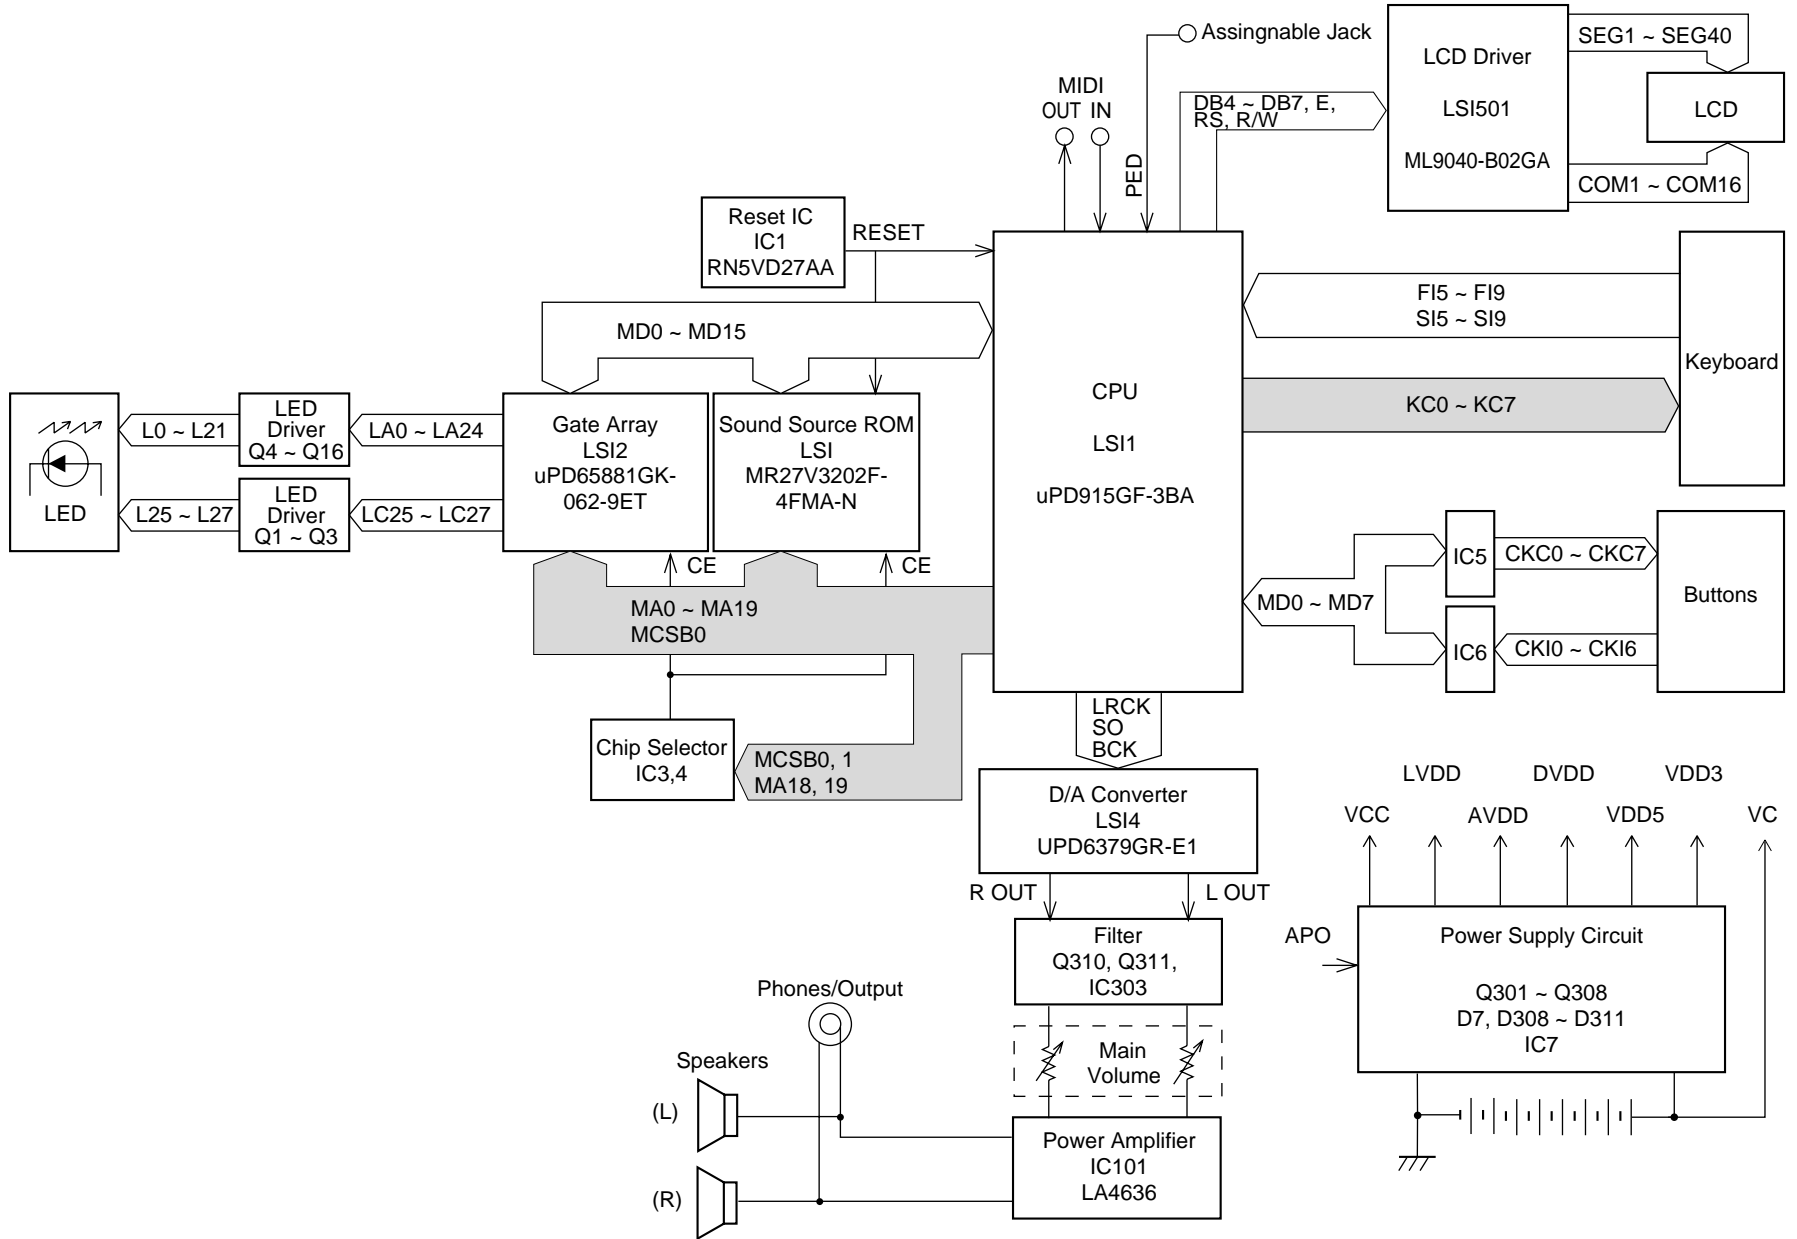 Assingnable Jack
MIDI
OUT IN
PED
DB4 ~ DB7, E,
RS, R/W
LCD Driver
LSI501
ML9040-B02GA
SEG1 ~ SEG40
LCD
COM1 ~ COM16
Reset IC
IC1
RN5VD27AA
RESET
MD0 ~ MD15
CPU
LSI1
uPD915GF-3BA
FI5 ~ FI9
SI5 ~ SI9
KC0 ~ KC7
Keyboard
LED
L0 ~ L21
LED
Driver
Q4 ~ Q16
LA0 ~ LA24
L25 ~ L27
LED
Driver
Q1 ~ Q3
LC25 ~ LC27
Gate Array
LSI2
uPD65881GK-
062-9ET
Sound Source ROM
LSI
MR27V3202F-
4FMA-N
CE
CE
MA0 ~ MA19
MCSB0
Chip Selector
IC3,4
MCSB0, 1
MA18, 19
MD0 ~ MD7
IC5
CKC0 ~ CKC7
IC6
CKI0 ~ CKI6
Buttons
LRCK
SO
BCK
D/A Converter
LSI4
UPD6379GR-E1
R OUT
L OUT
Filter
Q310, Q311,
IC303
Main
Volume
Power Amplifier
IC101
LA4636
Phones/Output
Speakers
(L)
(R)
LVDD
DVDD
VDD3
VCC
AVDD
VDD5
VC
APO
Power Supply Circuit
Q301 ~ Q308
D7, D308 ~ D311
IC7